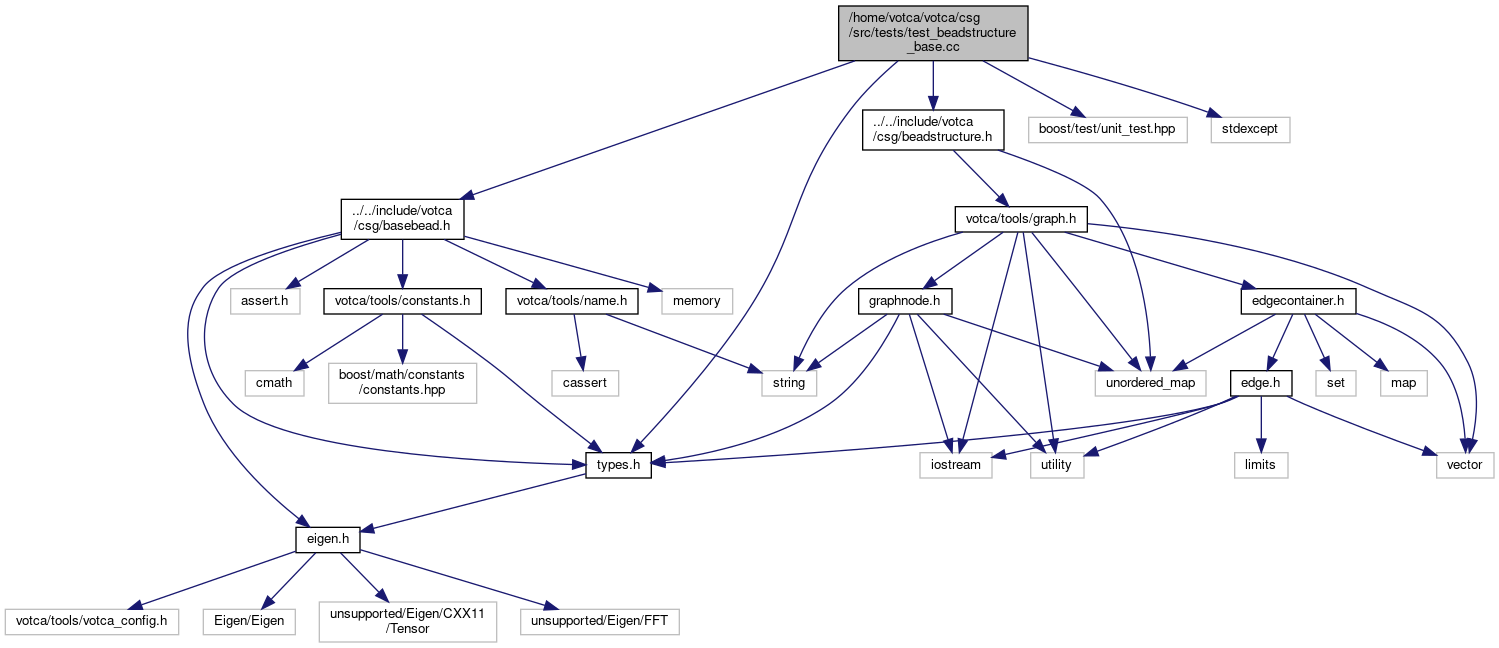 /home/votca/votca/csg
/src/tests/test_beadstructure
_base.cc
../../include/votca
/csg/beadstructure.h
boost/test/unit_test.hpp
stdexcept
../../include/votca
/csg/basebead.h
votca/tools/graph.h
assert.h
votca/tools/constants.h
votca/tools/name.h
memory
graphnode.h
edgecontainer.h
cmath
boost/math/constants
/constants.hpp
cassert
string
unordered_map
edge.h
set
map
types.h
iostream
utility
limits
vector
eigen.h
votca/tools/votca_config.h
Eigen/Eigen
unsupported/Eigen/CXX11
/Tensor
unsupported/Eigen/FFT